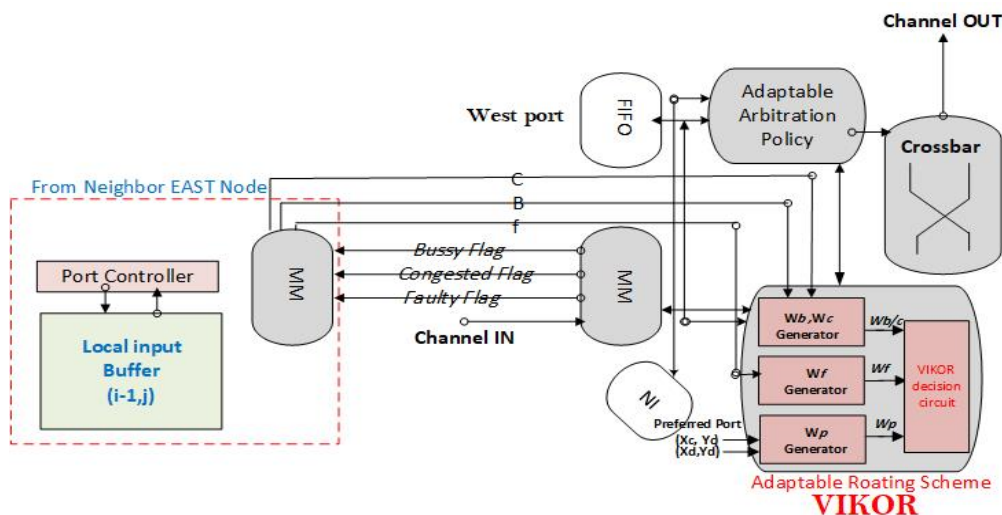 Channel OUT
FIFO
West port
Adaptable
Arbitration
Policy
Crossbar
From Neighbor EAST Node
C
B
f
Bussy Flag
Congested Flag
Faulty Flag
MM
MM
Port Controller
Channel IN
Local input
Buffer
(i-1,j)
NI
Wb,Wc
Generator
Wb/c
Wf
Generator
Wf
VIKOR
decision
circuit
Preferred Port
(Xc, Yc)
(Xd,Yd)
Wp
Generator
Wp
Adaptable Roating Scheme
VIKOR